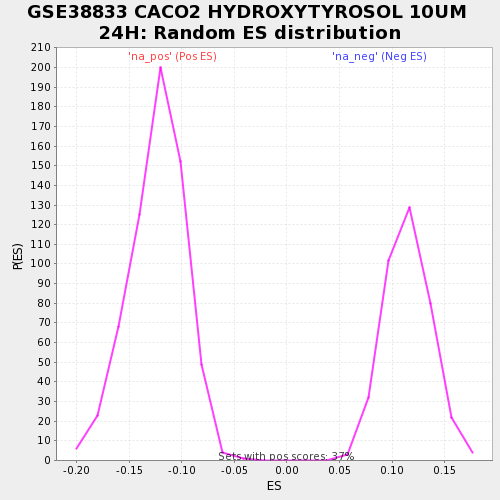 GSE38833 CACO2 HYDROXYTYROSOL 10UM
24H: Random ES distribution
'na_pos' (Pos ES)
'na_neg' (Neg ES)
210
200
190
180
170
160
150
140
130
120
110
100
90
80
70
60
50
40
30
20
10
0
P(ES)
Sets with pos scores: 37%
-0.20 -0.15 -0.10 -0.05 0.00 0.05 0.10 0.15
ES